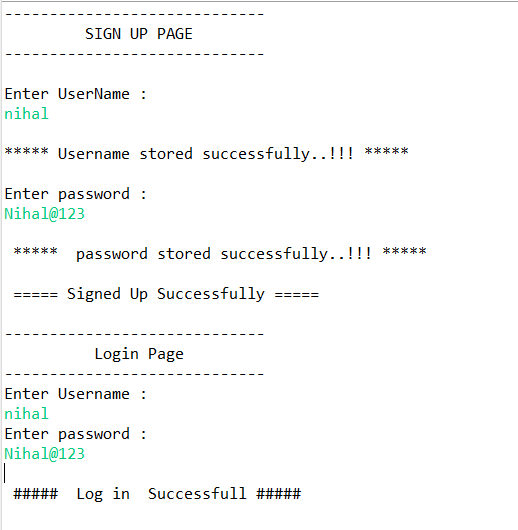 -----------------------------
SIGN UP PAGE
-----------------------------
Enter UserName :
nihal
***** Username stored successfully..!!! *****
Enter password :
Nihal@123
***** password stored successfully..!!! *****
===== Signed Up Successfully =====
-----------------------------
Login Page
-----------------------------
Enter Username :
nihal
Enter password :
Nihal@123
##### Log in Successfull #####